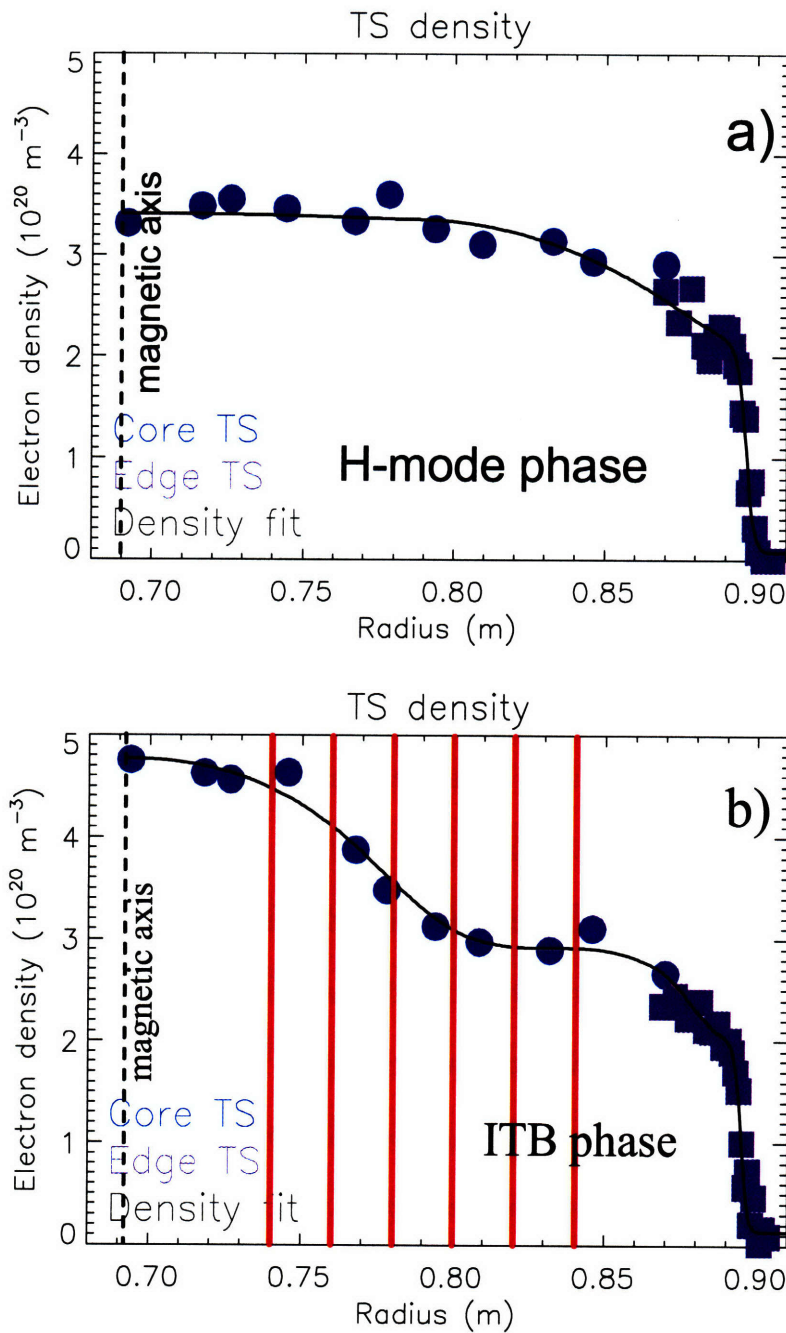 TS density
a)
5
4
3
2
1
0
Electron density (10²⁰ m⁻³)
magnetic axis
Core TS
Edge TS
Density fit
H-mode phase
0.70 0.75 0.80 0.85 0.90
Radius (m)
TS density
b)
5
4
3
2
1
0
Electron density (10²⁰ m⁻³)
magnetic axis
Core TS
Edge TS
Density fit
ITB phase
0.70 0.75 0.80 0.85 0.90
Radius (m)